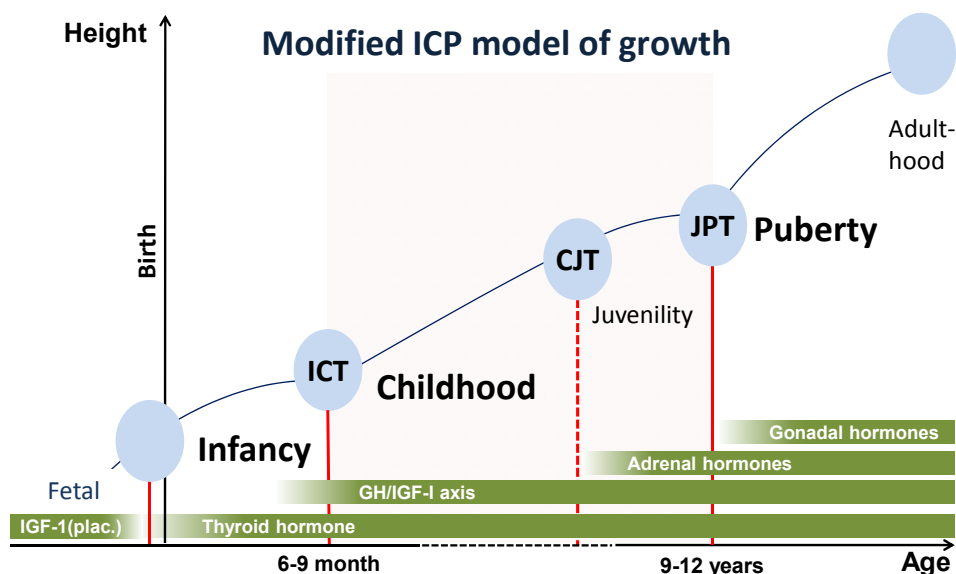 Height
Modified ICP model of growth
Adult-
hood
JPT
Puberty
CJT
Birth
Juvenility
ICT
Childhood
Infancy
Fetal
Gonadal hormones
Adrenal hormones
GH/IGF-I axis
IGF-1(plac.)
Thyroid hormone
6-9 month
9-12 years
Age